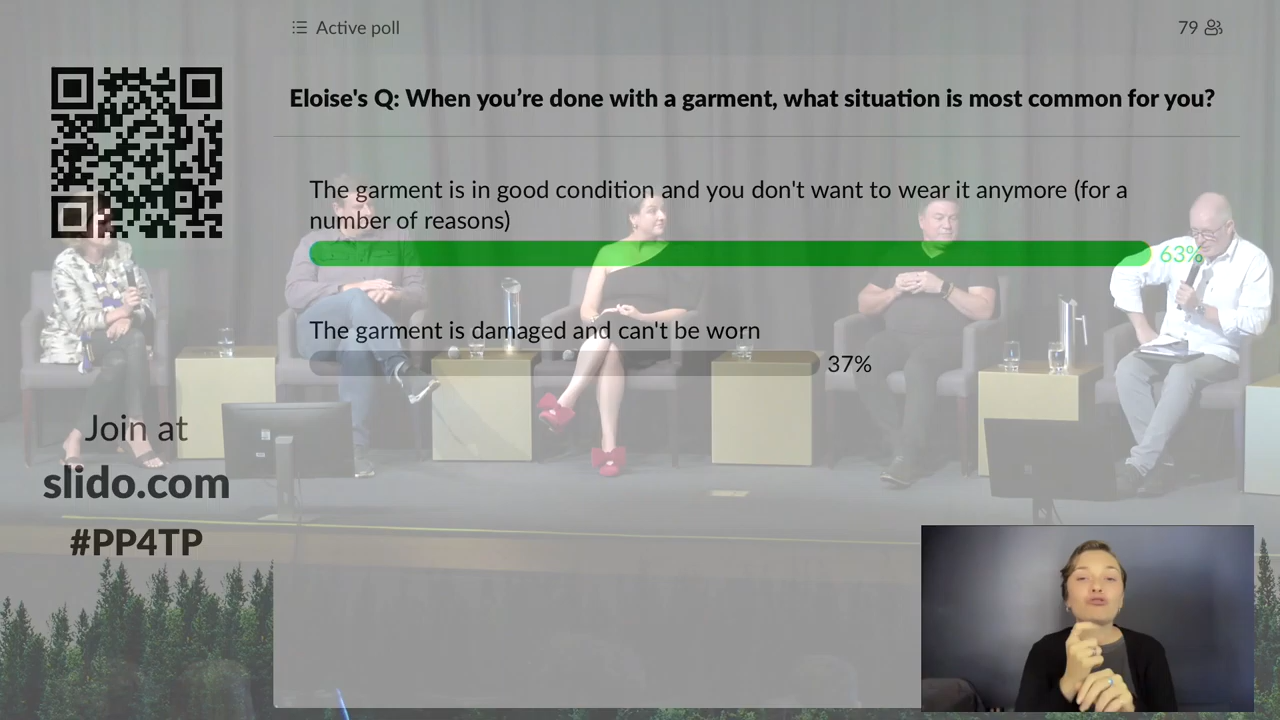 Active poll
79
Eloise's Q: When you’re done with a garment, what situation is most common for you?
The garment is in good condition and you don't want to wear it anymore (for a
number of reasons)
63%
The garment is damaged and can't be worn
37%
Join at
slido.com
#PP4TP